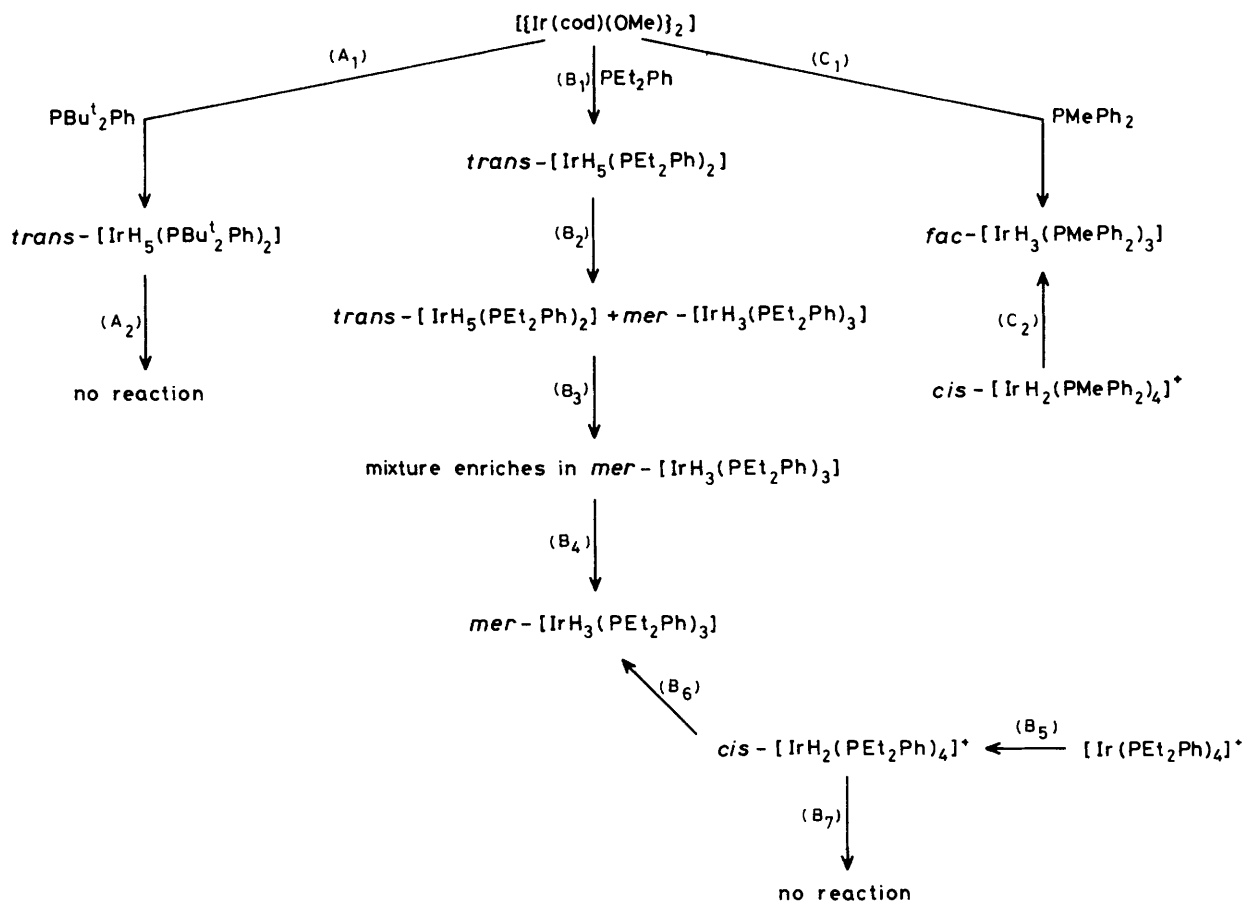 [{Ir(cod)(OMe)}₂]
(A₁)
(B₁) PEt₂Ph
(C₁)
PBuᵗ₂Ph
PMePh₂
trans-[IrH₅(PEt₂Ph)₂]
trans-[IrH₅(PBuᵗ₂Ph)₂]
(B₂)
fac-[IrH₃(PMePh₂)₃]
(A₂)
trans-[IrH₅(PEt₂Ph)₂] + mer-[IrH₃(PEt₂Ph)₃]
(C₂)
no reaction
(B₃)
cis-[IrH₂(PMePh₂)₄]⁺
mixture enriches in mer-[IrH₃(PEt₂Ph)₃]
(B₄)
mer-[IrH₃(PEt₂Ph)₃]
(B₆)
cis-[IrH₂(PEt₂Ph)₄]⁺
(B₅)
[Ir(PEt₂Ph)₄]⁺
(B₇)
no reaction